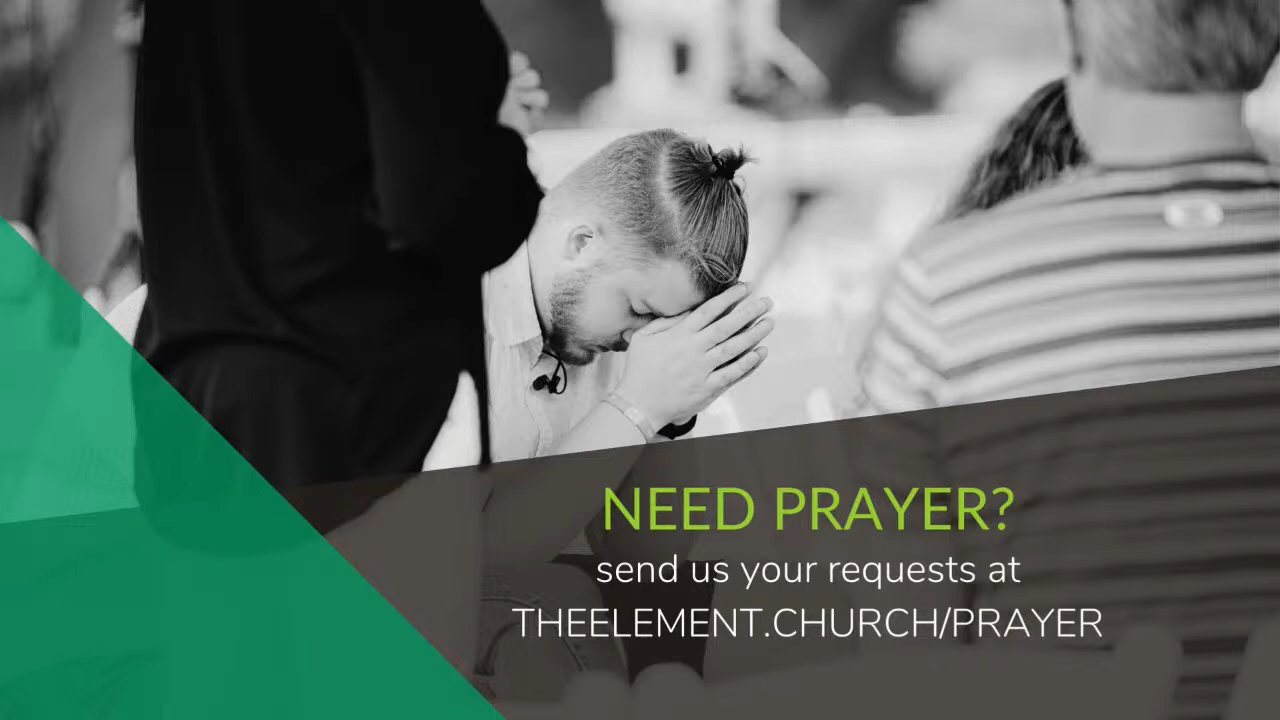 NEED PRAYER?
send us your requests at
THEELEMENT.CHURCH/PRAYER